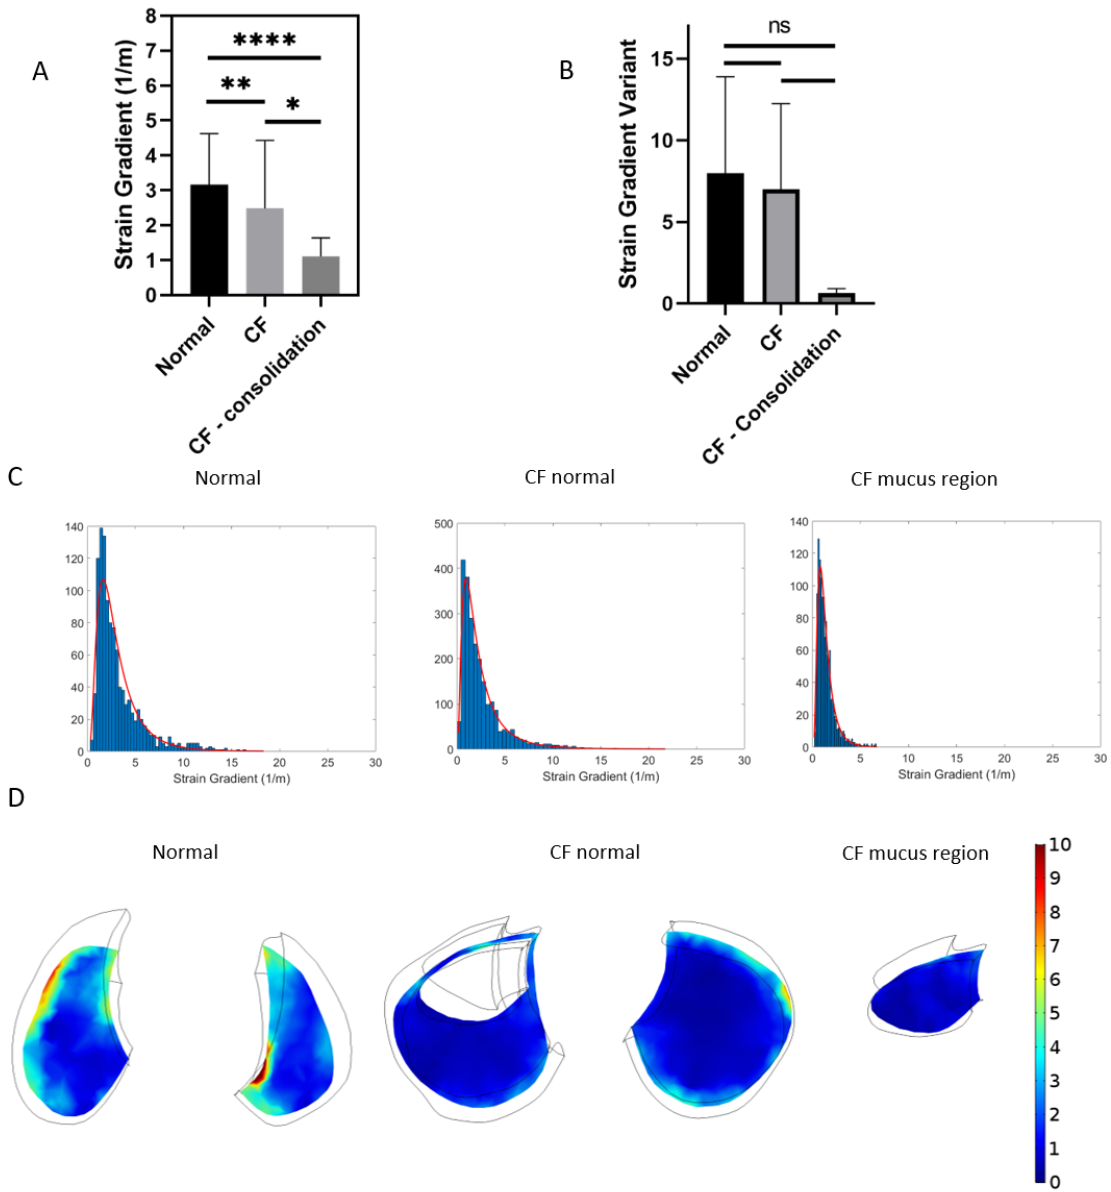 A
Strain Gradient (1/m)
8
7
6
5
4
3
2
1
0
****
**
*
Normal
CF
CF - consolidation
B
Strain Gradient Variant
15
10
5
0
ns
Normal
CF
CF - Consolidation
C
Normal
CF normal
CF mucus region
140
120
100
80
60
40
20
0
0 5 10 15 20 25 30
Strain Gradient (1/m)
500
400
300
200
100
0
0 5 10 15 20 25 30
Strain Gradient (1/m)
140
120
100
80
60
40
20
0
0 5 10 15 20 25 30
Strain Gradient (1/m)
D
Normal
CF normal
CF mucus region
10
9
8
7
6
5
4
3
2
1
0